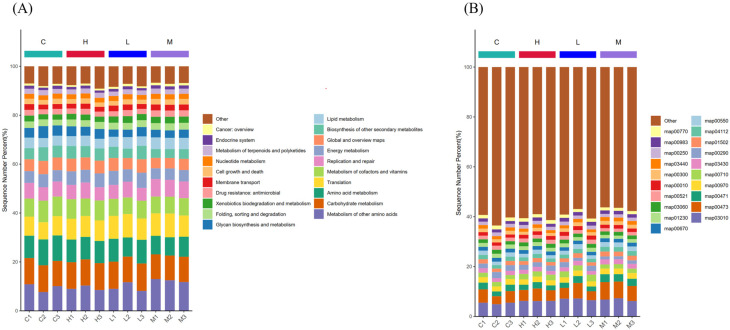 (A)
C H L M
100
80
60
40
20
0
Sequence Number Percent(%)
C1 C2 C3 H1 H2 H3 L1 L2 L3 M1 M2 M3
Other
Cancer: overview
Endocrine system
Metabolism of terpenoids and polyketides
Nucleotide metabolism
Cell growth and death
Membrane transport
Drug resistance: antimicrobial
Xenobiotics biodegradation and metabolism
Folding, sorting and degradation
Glycan biosynthesis and metabolism
Lipid metabolism
Biosynthesis of other secondary metabolites
Global and overview maps
Energy metabolism
Replication and repair
Metabolism of cofactors and vitamins
Translation
Amino acid metabolism
Carbohydrate metabolism
Metabolism of other amino acids
(B)
C H L M
100
80
60
40
20
0
Sequence Number Percent(%)
C1 C2 C3 H1 H2 H3 L1 L2 L3 M1 M2 M3
Other
map00770
map00983
map00250
map03440
map00300
map00010
map00521
map03060
map01230
map00670
map00550
map04112
map01502
map00290
map03430
map00710
map00970
map00471
map00473
map03010